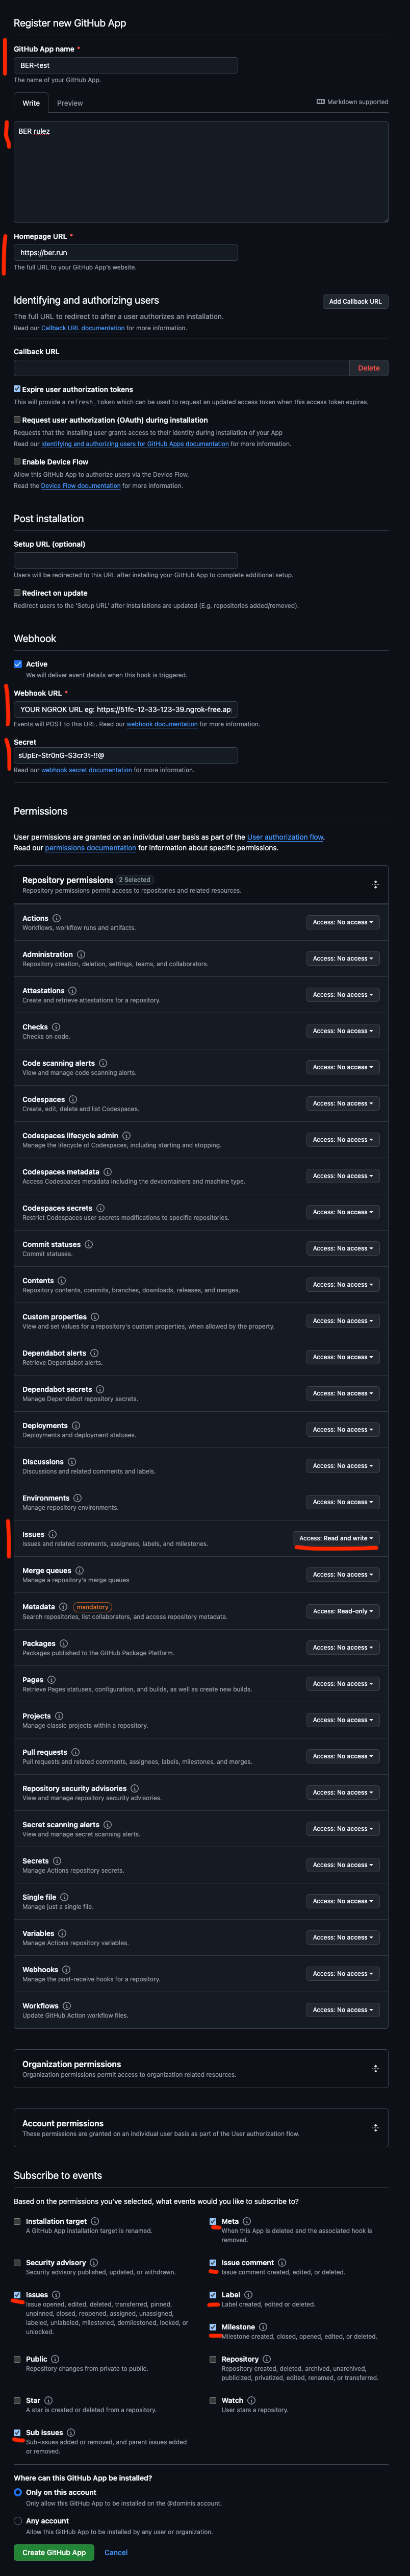 Register new GitHub App
GitHub App name *
BER-test
The name of your GitHub App.
Write
Preview
Markdown supported
BER rulez
Homepage URL *
https://ber.run
The full URL to your GitHub App's website.
Identifying and authorizing users
Add Callback URL
The full URL to redirect to after a user authorizes an installation.
Read our Callback URL documentation for more information.
Callback URL
Delete
Expire user authorization tokens
This will provide a refresh_token which can be used to request an updated access token when this access token expires.
Request user authorization (OAuth) during installation
Requests that the installing user grants access to their identity during installation of your App
Read our Identifying and authorizing users for GitHub Apps documentation for more information.
Enable Device Flow
Allow this GitHub App to authorize users via the Device Flow.
Read the Device Flow documentation for more information.
Post installation
Setup URL (optional)
Users will be redirected to this URL after installing your GitHub App to complete additional setup.
Redirect on update
Redirect users to the 'Setup URL' after installations are updated (E.g. repositories added/removed).
Webhook
Active
We will deliver event details when this hook is triggered.
Webhook URL *
YOUR NGROK URL eg: https://51fc-12-33-123-39.ngrok-free.ap
Events will POST to this URL. Read our webhook documentation for more information.
Secret
sUpEr-Str0nG-S3cr3t-!!@
Read our webhook secret documentation for more information.
Permissions
User permissions are granted on an individual user basis as part of the User authorization flow.
Read our permissions documentation for information about specific permissions.
Repository permissions 2 Selected
Repository permissions permit access to repositories and related resources.
Actions
Access: No access
Workflows, workflow runs and artifacts.
Administration
Access: No access
Repository creation, deletion, settings, teams, and collaborators.
Attestations
Access: No access
Create and retrieve attestations for a repository.
Checks
Access: No access
Checks on code.
Code scanning alerts
Access: No access
View and manage code scanning alerts.
Codespaces
Access: No access
Create, edit, delete and list Codespaces.
Codespaces lifecycle admin
Access: No access
Manage the lifecycle of Codespaces, including starting and stopping.
Codespaces metadata
Access: No access
Access Codespaces metadata including the devcontainers and machine type.
Codespaces secrets
Access: No access
Restrict Codespaces user secrets modifications to specific repositories.
Commit statuses
Access: No access
Commit statuses.
Contents
Access: No access
Repository contents, commits, branches, downloads, releases, and merges.
Custom properties
Access: No access
View and set values for a repository's custom properties, when allowed by the property.
Dependabot alerts
Access: No access
Retrieve Dependabot alerts.
Dependabot secrets
Access: No access
Manage Dependabot repository secrets.
Deployments
Access: No access
Deployments and deployment statuses.
Discussions
Access: No access
Discussions and related comments and labels.
Environments
Access: No access
Manage repository environments.
Issues
Access: Read and write
Issues and related comments, assignees, labels, and milestones.
Merge queues
Access: No access
Manage a repository's merge queues
Metadata mandatory
Access: Read-only
Search repositories, list collaborators, and access repository metadata.
Packages
Access: No access
Packages published to the GitHub Package Platform.
Pages
Access: No access
Retrieve Pages statuses, configuration, and builds, as well as create new builds.
Projects
Access: No access
Manage classic projects within a repository.
Pull requests
Access: No access
Pull requests and related comments, assignees, labels, milestones, and merges.
Repository security advisories
Access: No access
View and manage repository security advisories.
Secret scanning alerts
Access: No access
View and manage secret scanning alerts.
Secrets
Access: No access
Manage Actions repository secrets.
Single file
Access: No access
Manage just a single file.
Variables
Access: No access
Manage Actions repository variables.
Webhooks
Access: No access
Manage the post-receive hooks for a repository.
Workflows
Access: No access
Update GitHub Action workflow files.
Organization permissions
Organization permissions permit access to organization related resources.
Account permissions
These permissions are granted on an individual user basis as part of the User authorization flow.
Subscribe to events
Based on the permissions you've selected, what events would you like to subscribe to?
Installation target
A GitHub App installation target is renamed.
Meta
When this App is deleted and the associated hook is
removed.
Security advisory
Security advisory published, updated, or withdrawn.
Issue comment
Issue comment created, edited, or deleted.
Issues
Issue opened, edited, deleted, transferred, pinned,
unpinned, closed, reopened, assigned, unassigned,
labeled, unlabeled, milestoned, demilestoned, locked, or
unlocked.
Label
Label created, edited or deleted.
Milestone
Milestone created, closed, opened, edited, or deleted.
Public
Repository changes from private to public.
Repository
Repository created, deleted, archived, unarchived,
publicized, privatized, edited, renamed, or transferred.
Star
A star is created or deleted from a repository.
Watch
User stars a repository.
Sub issues
Sub-issues added or removed, and parent issues added
or removed.
Where can this GitHub App be installed?
Only on this account
Only allow this GitHub App to be installed on the @dominis account.
Any account
Allow this GitHub App to be installed by any user or organization.
Create GitHub App
Cancel